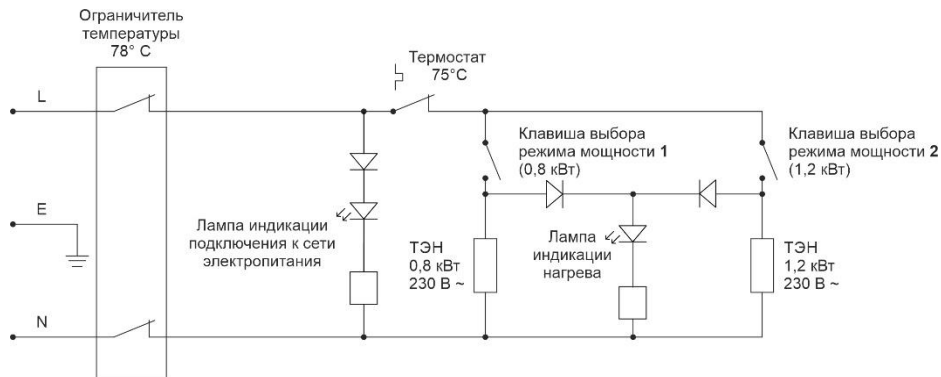 Ограничитель
температуры
78° C
Термостат
75°C
L
Клавиша выбора
режима мощности 1
(0,8 кВт)
Клавиша выбора
режима мощности 2
(1,2 кВт)
E
Лампа индикации
подключения к сети
электропитания
ТЭН
0,8 кВт
230 В ~
Лампа
индикации
нагрева
ТЭН
1,2 кВт
230 В ~
N